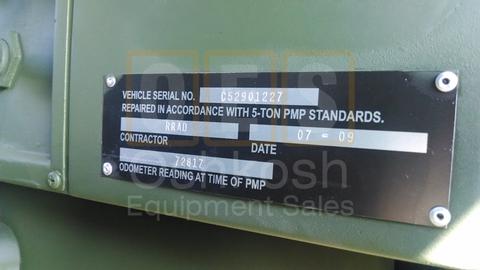 VEHICLE SERIAL NO. C52901227
REPAIRED IN ACCORDANCE WITH 5-TON PMP STANDARDS.
RRAD 07-09
CONTRACTOR DATE
72817
ODOMETER READING AT TIME OF PMP
OES
Oshkosh
Equipment Sales